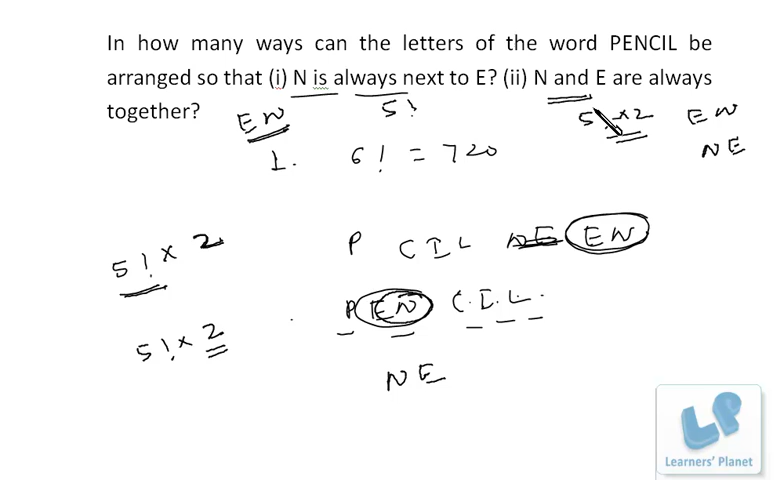 In how many ways can the letters of the word PENCIL be
arranged so that (i) N is always next to E? (ii) N and E are always
together?
EN 5! 5! × 2 EN
1. 6! = 720 NE
5! × 2 P C I L NE EN
5! × 2 P EN C. I. L.
NE
LP
Learners' Planet